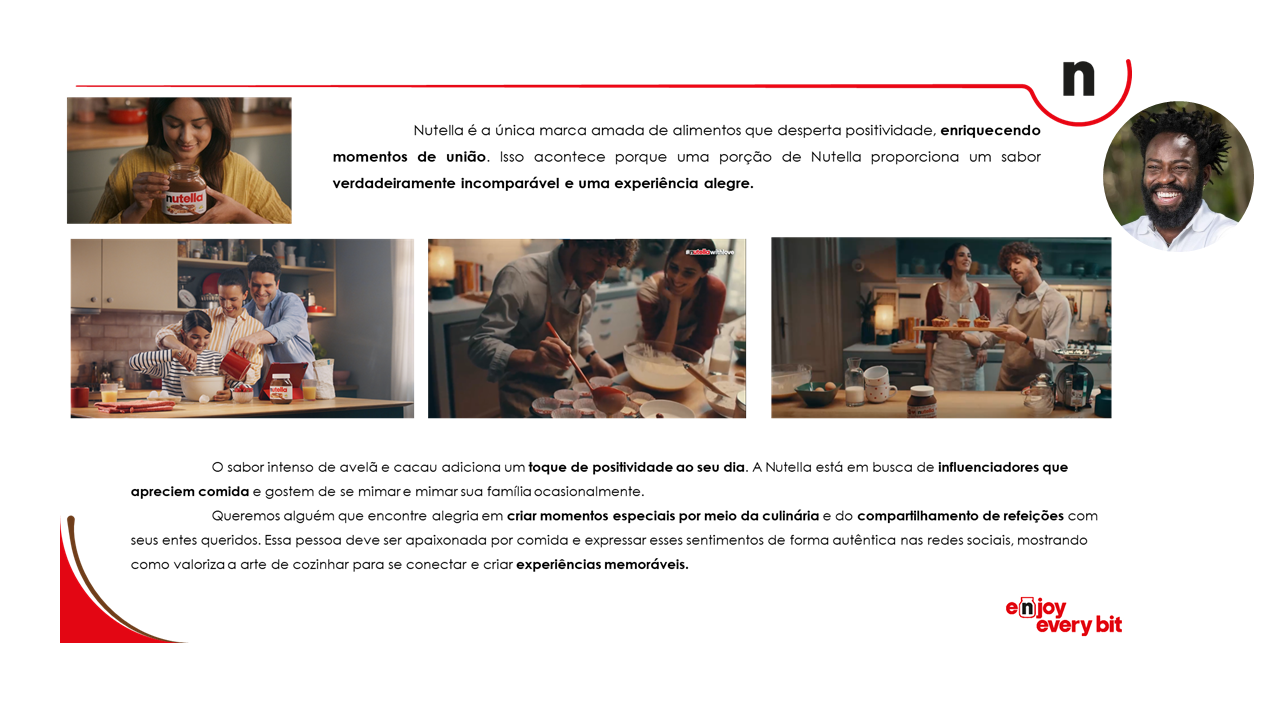 n
Nutella é a única marca amada de alimentos que desperta positividade, enriquecendo
momentos de união. Isso acontece porque uma porção de Nutella proporciona um sabor
verdadeiramente incomparável e uma experiência alegre.
nutella
#nutellawithlove
nutella
nutella
O sabor intenso de avelã e cacau adiciona um toque de positividade ao seu dia. A Nutella está em busca de influenciadores que
apreciem comida e gostem de se mimar e mimar sua família ocasionalmente.
Queremos alguém que encontre alegria em criar momentos especiais por meio da culinária e do compartilhamento de refeições com
seus entes queridos. Essa pessoa deve ser apaixonada por comida e expressar esses sentimentos de forma autêntica nas redes sociais, mostrando
como valoriza a arte de cozinhar para se conectar e criar experiências memoráveis.
enjoy
every bit